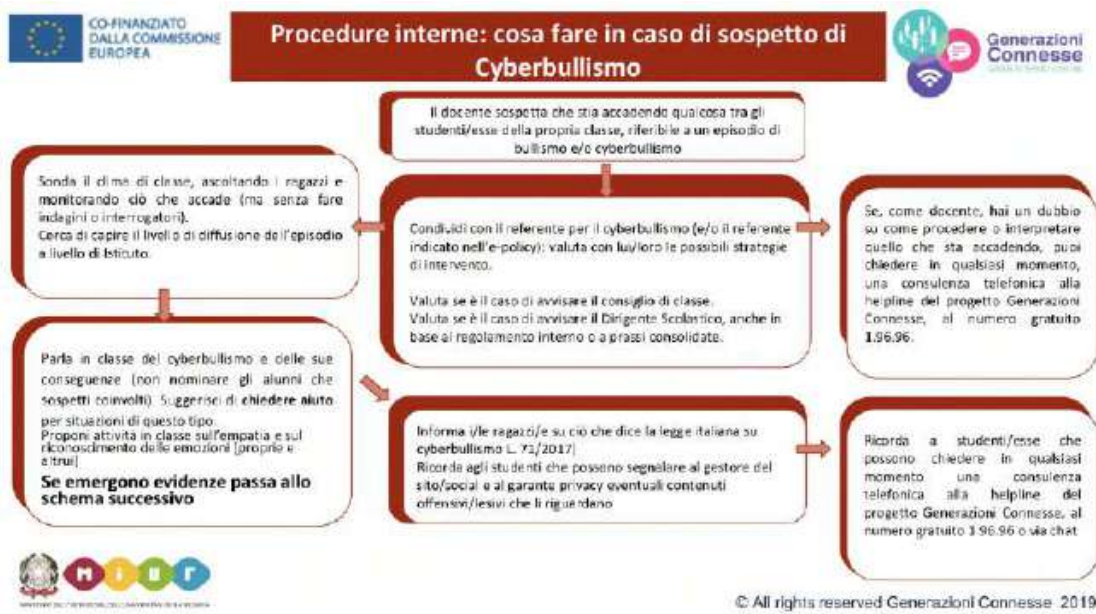 CO-FINANZIATO
DALLA COMMISSIONE
EUROPEA
Procedure interne: cosa fare in caso di sospetto di
Cyberbullismo
Generazioni
Connesse
Il docente sospetta che stia accadendo qualcosa tra gli
studenti/esse della propria classe, riferibile a un episodio di
bullismo e/o cyberbullismo
Sonda il clima di classe, ascoltando i ragazzi e
monitorando ciò che accade (ma senza fare
indagini o interrogatori).
Cerca di capire il livello di diffusione dell'episodio
a livello di Istituto.
Condividi con il referente per il cyberbullismo (e/o il referente
indicato nell'e-policy): valuta con lui/loro le possibili strategie
di intervento.
Valuta se è il caso di avvisare il consiglio di classe.
Valuta se è il caso di avvisare il Dirigente Scolastico, anche in
base al regolamento interno o a prassi consolidate.
Se, come docente, hai un dubbio
su come procedere o interpretare
quello che sta accadendo, puoi
chiedere in qualsiasi momento,
una consulenza telefonica alla
helpline del progetto Generazioni
Connesse, al numero gratuito
1.96.96.
Parla in classe del cyberbullismo e delle sue
conseguenze (non nominare gli alunni che
sospetti coinvolti). Suggerisci di chiedere aiuto
per situazioni di questo tipo
Proponi attività in classe sull'empatia e sul
riconoscimento delle emozioni (proprie e
altrui)
Se emergono evidenze passa allo
schema successivo
Informa i/le ragazzi/e su ciò che dice la legge italiana su
cyberbullismo L. 71/2017)
Ricorda agli studenti che possono segnalare al gestore del
sito/social e al garante privacy eventuali contenuti
offensivi/lesivi che li riguardano
Ricorda a studenti/esse che
possono chiedere in qualsiasi
momento una consulenza
telefonica alla helpline del
progetto Generazioni Connesse, al
numero gratuito 1.96.96 o via chat
miur
© All rights reserved Generazioni Connesse 2019